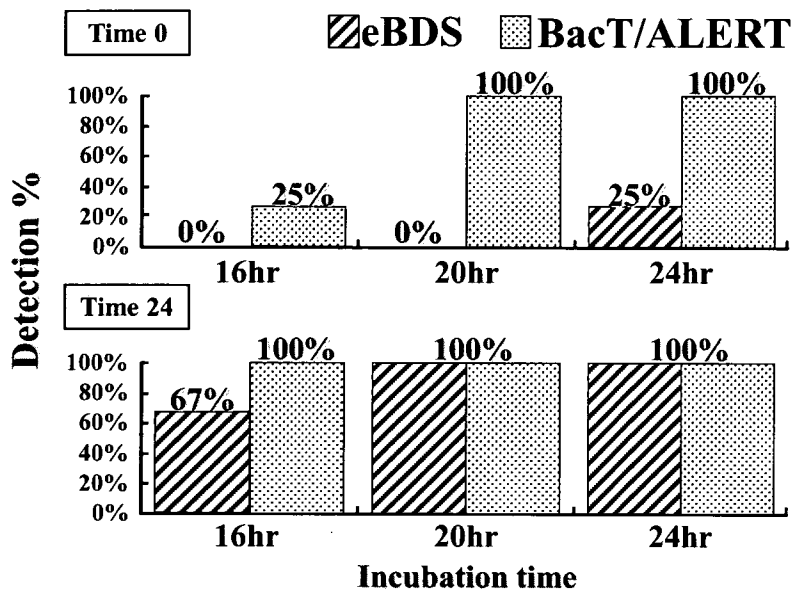 Time 0
eBDS BacT/ALERT
Detection %
100% 100%
100%
80%
60%
40%
20%
0%
0% 25% 0% 25%
16hr 20hr 24hr
Time 24
100% 100% 100%
100%
80%
60%
40%
20%
0%
67%
16hr 20hr 24hr
Incubation time